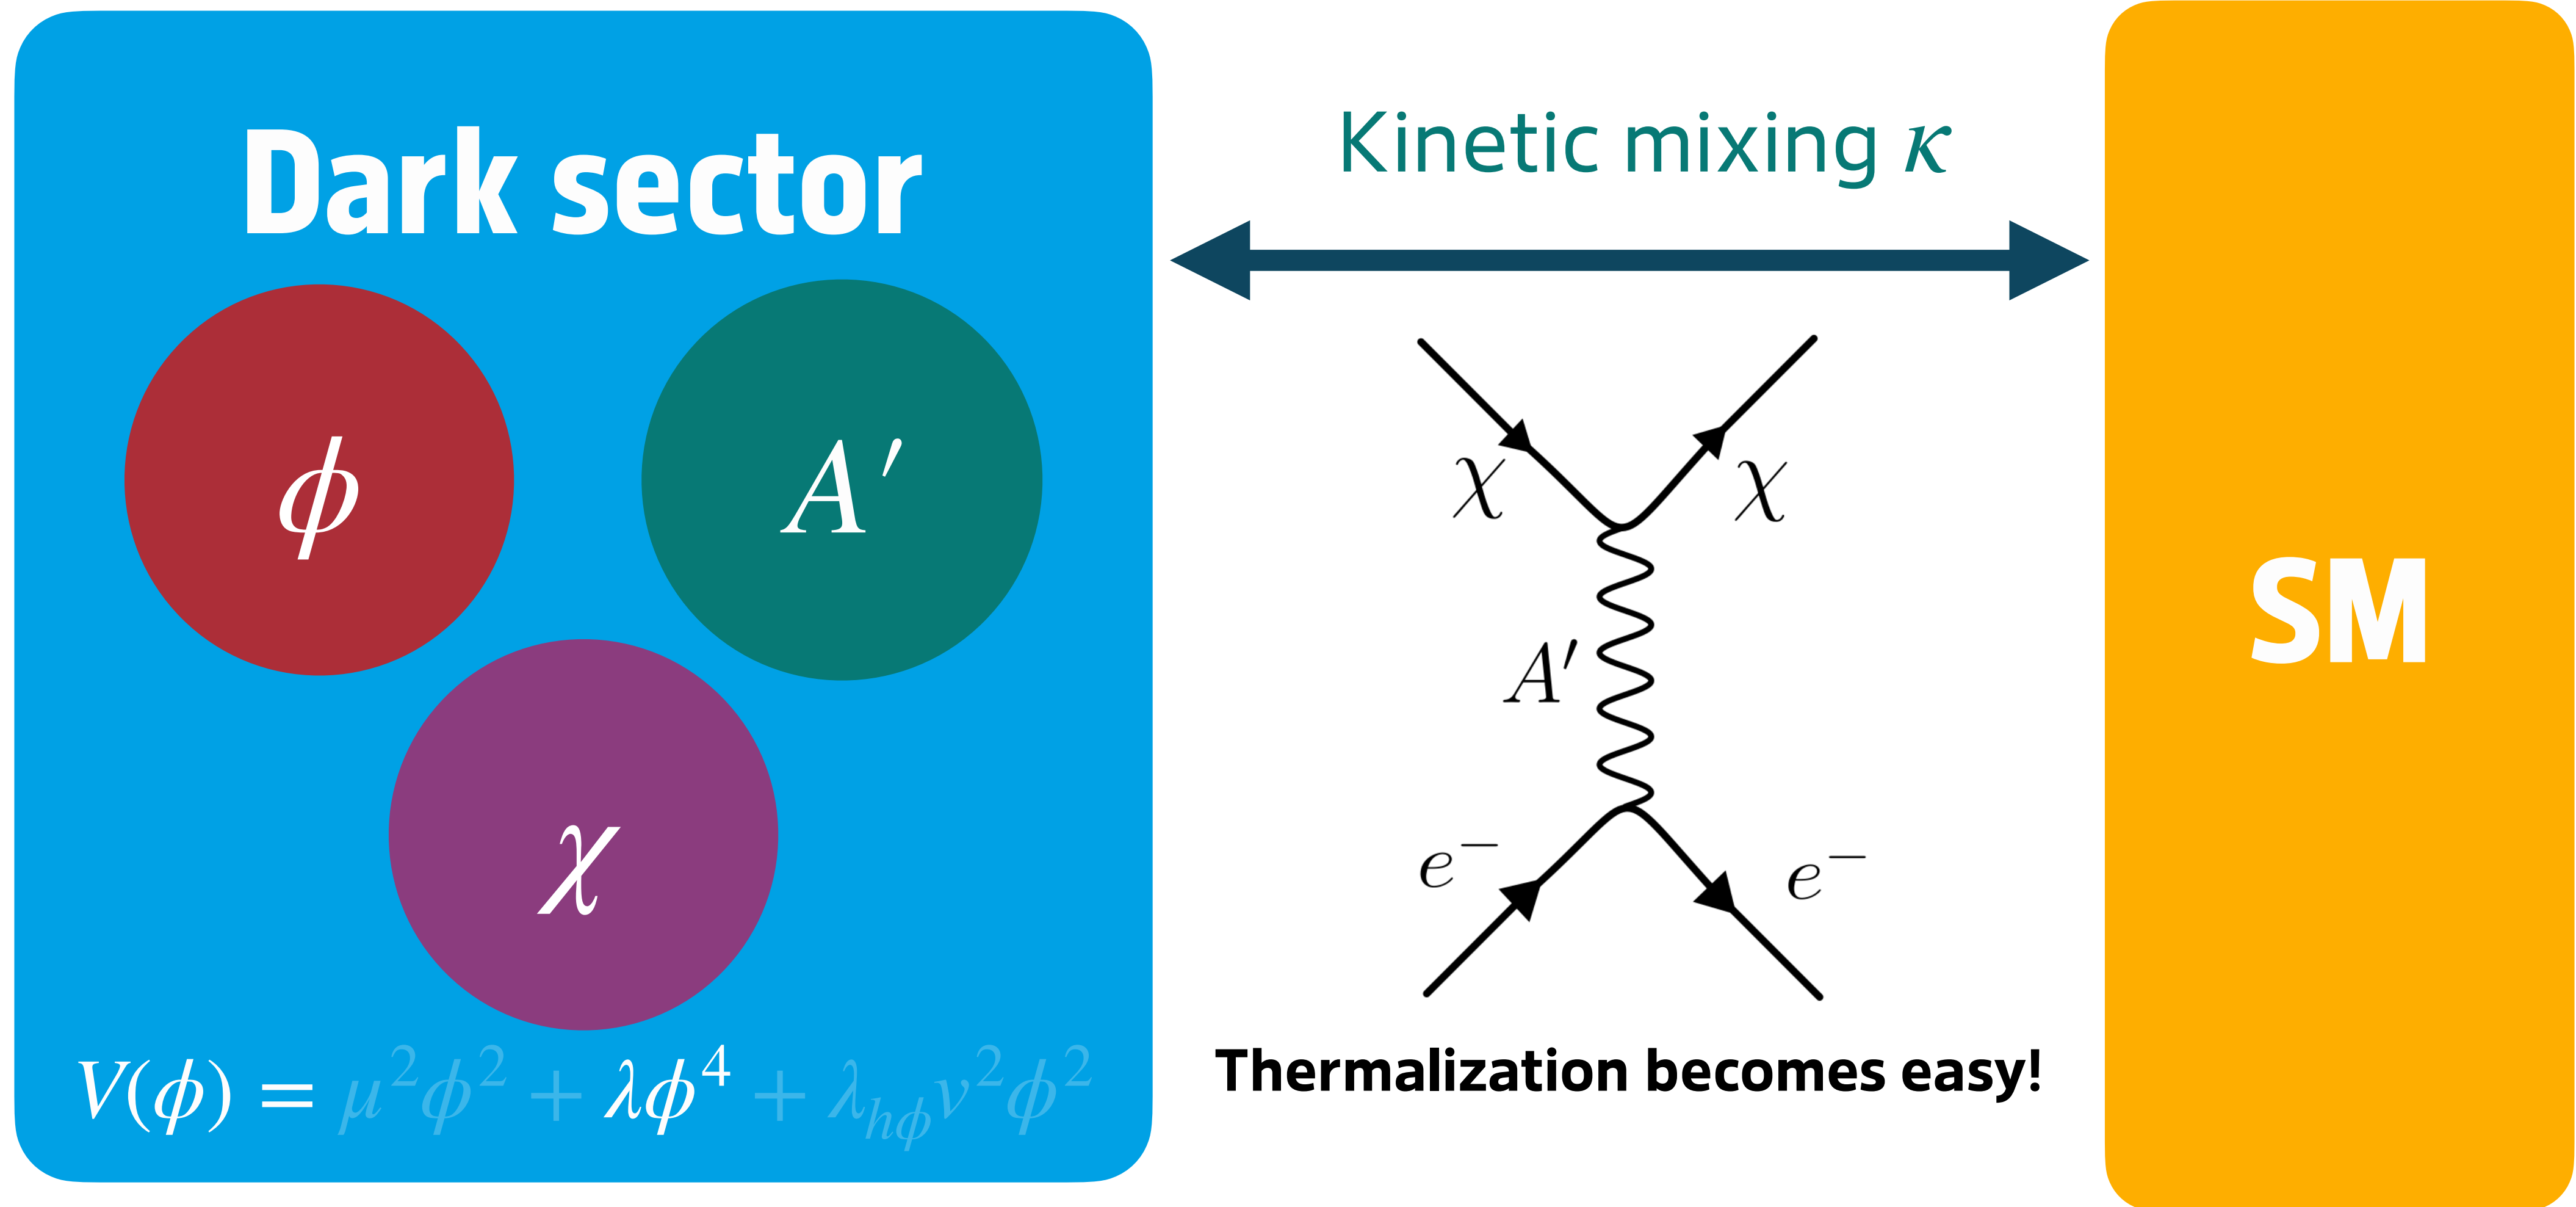 Dark sector
ϕ
A′
χ
V(ϕ) = μ²ϕ² + λϕ⁴ + λ_{hϕ}v²ϕ²
Kinetic mixing κ
χ
χ
A′
e⁻
e⁻
Thermalization becomes easy!
SM